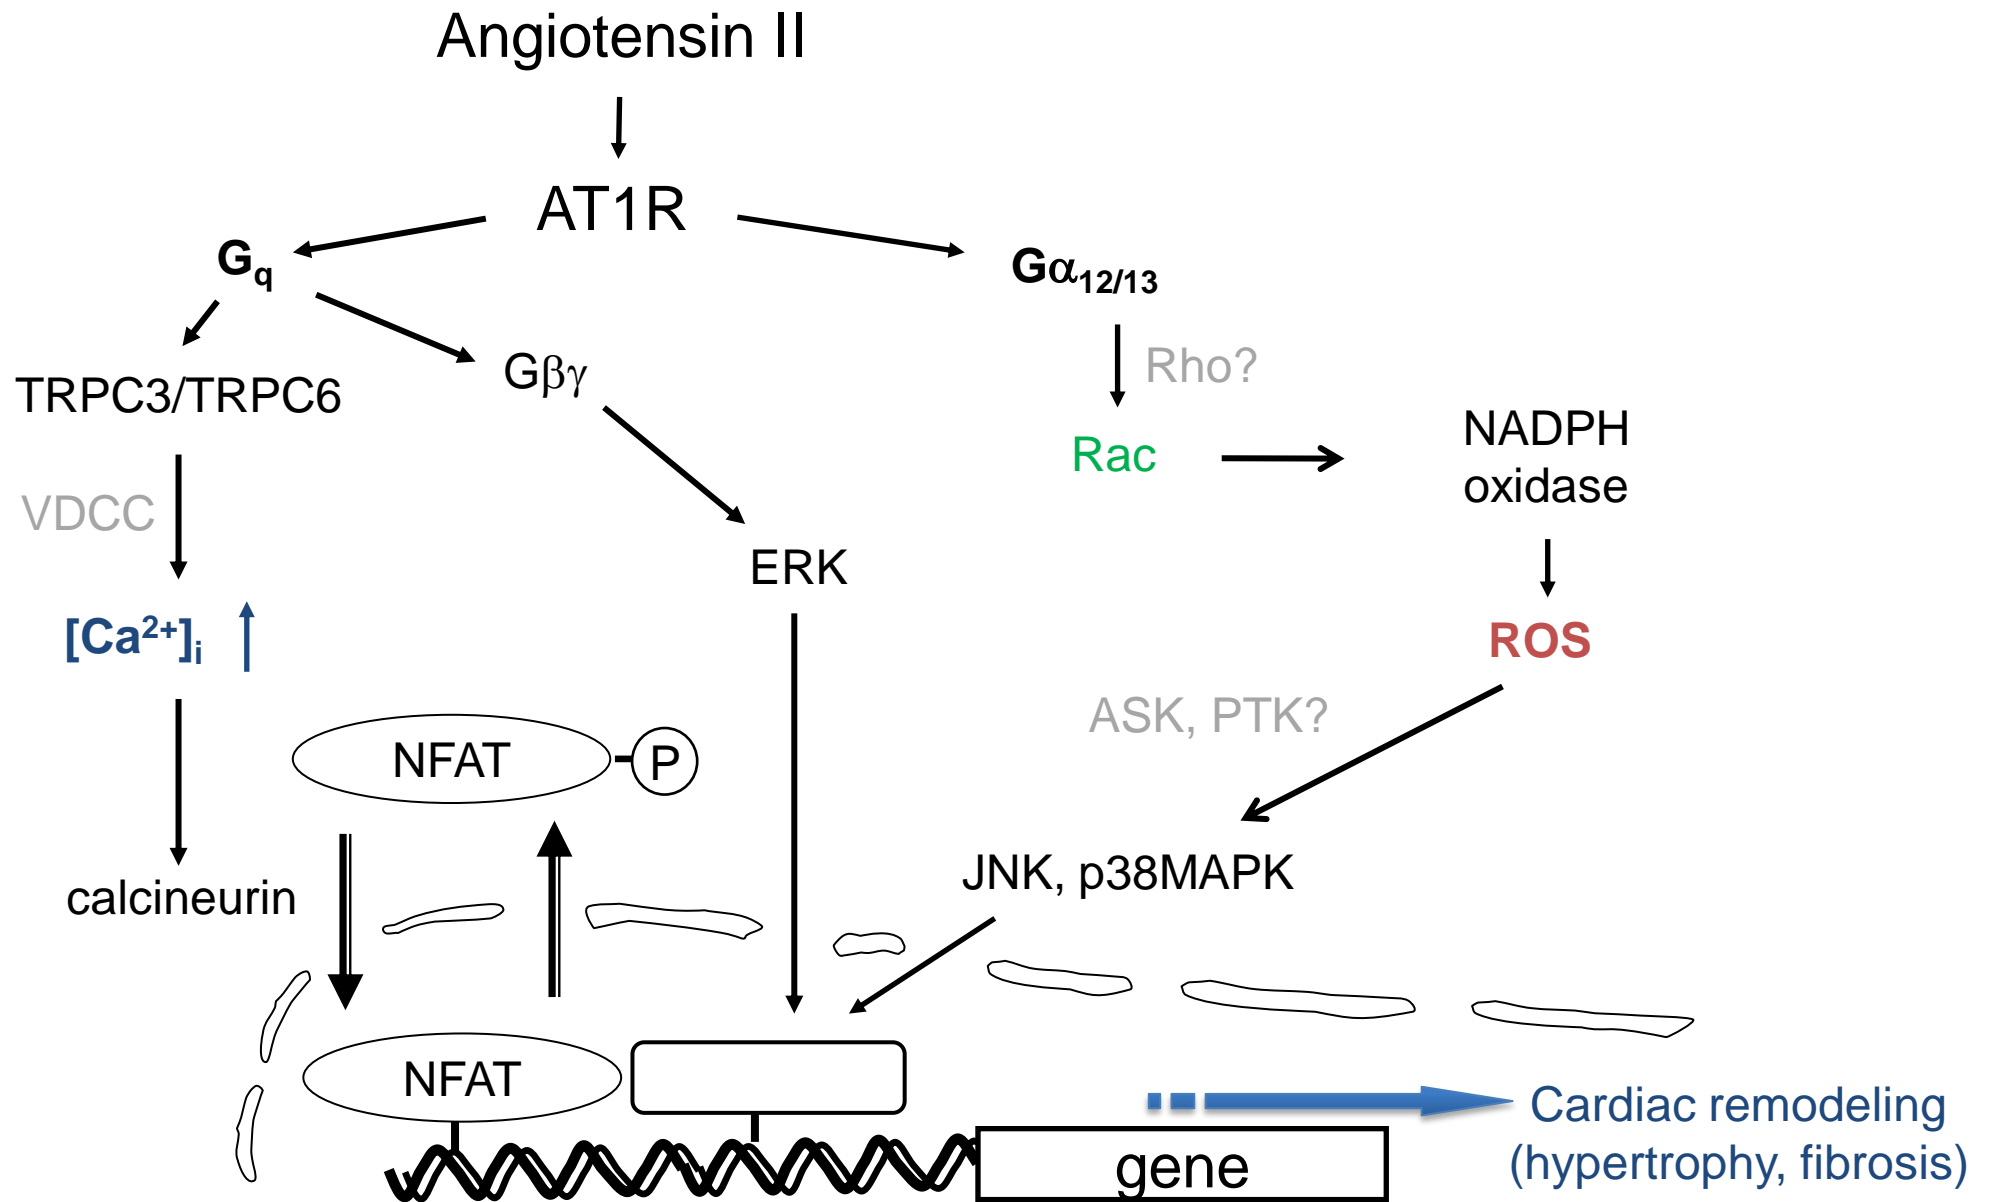 Angiotensin II
AT1R
Gq
Gα12/13
Gβγ
Rho?
TRPC3/TRPC6
Rac
NADPH
oxidase
VDCC
ERK
[Ca2+]i
ROS
ASK, PTK?
NFAT
P
JNK, p38MAPK
calcineurin
NFAT
Cardiac remodeling
(hypertrophy, fibrosis)
gene